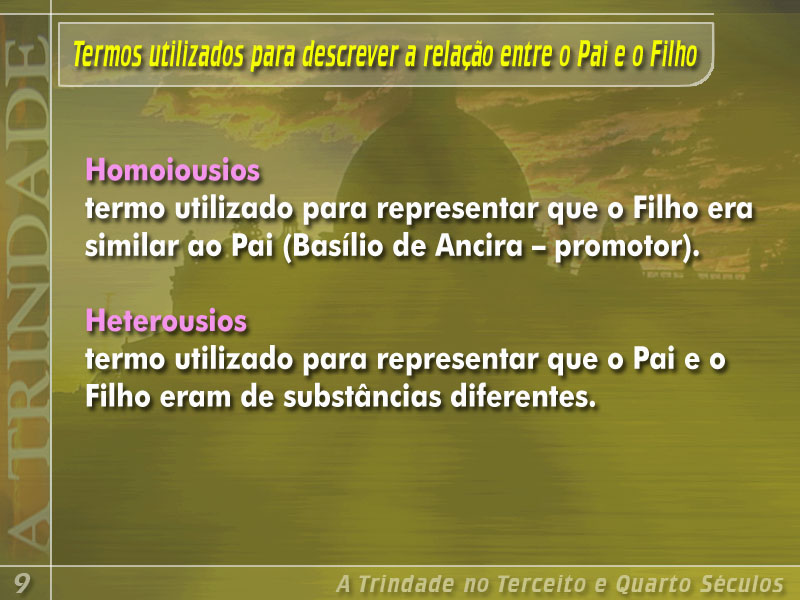 Termos utilizados para descrever a relação entre o Pai e o Filho
A TRINDADE
Homoiousios
termo utilizado para representar que o Filho era
similar ao Pai (Basílio de Ancira – promotor).
Heterousios
termo utilizado para representar que o Pai e o
Filho eram de substâncias diferentes.
9
A Trindade no Terceito e Quarto Séculos